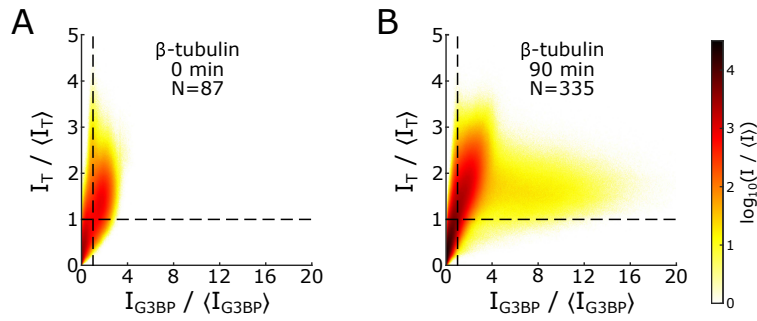 A
β-tubulin
0 min
N=87
I_T / ⟨I_T⟩
5
4
3
2
1
0
0 4 8 12 16 20
I_G3BP / ⟨I_G3BP⟩
B
β-tubulin
90 min
N=335
I_T / ⟨I_T⟩
5
4
3
2
1
0
0 4 8 12 16 20
I_G3BP / ⟨I_G3BP⟩
4
3
2
1
0
log₁₀(I / ⟨I⟩)